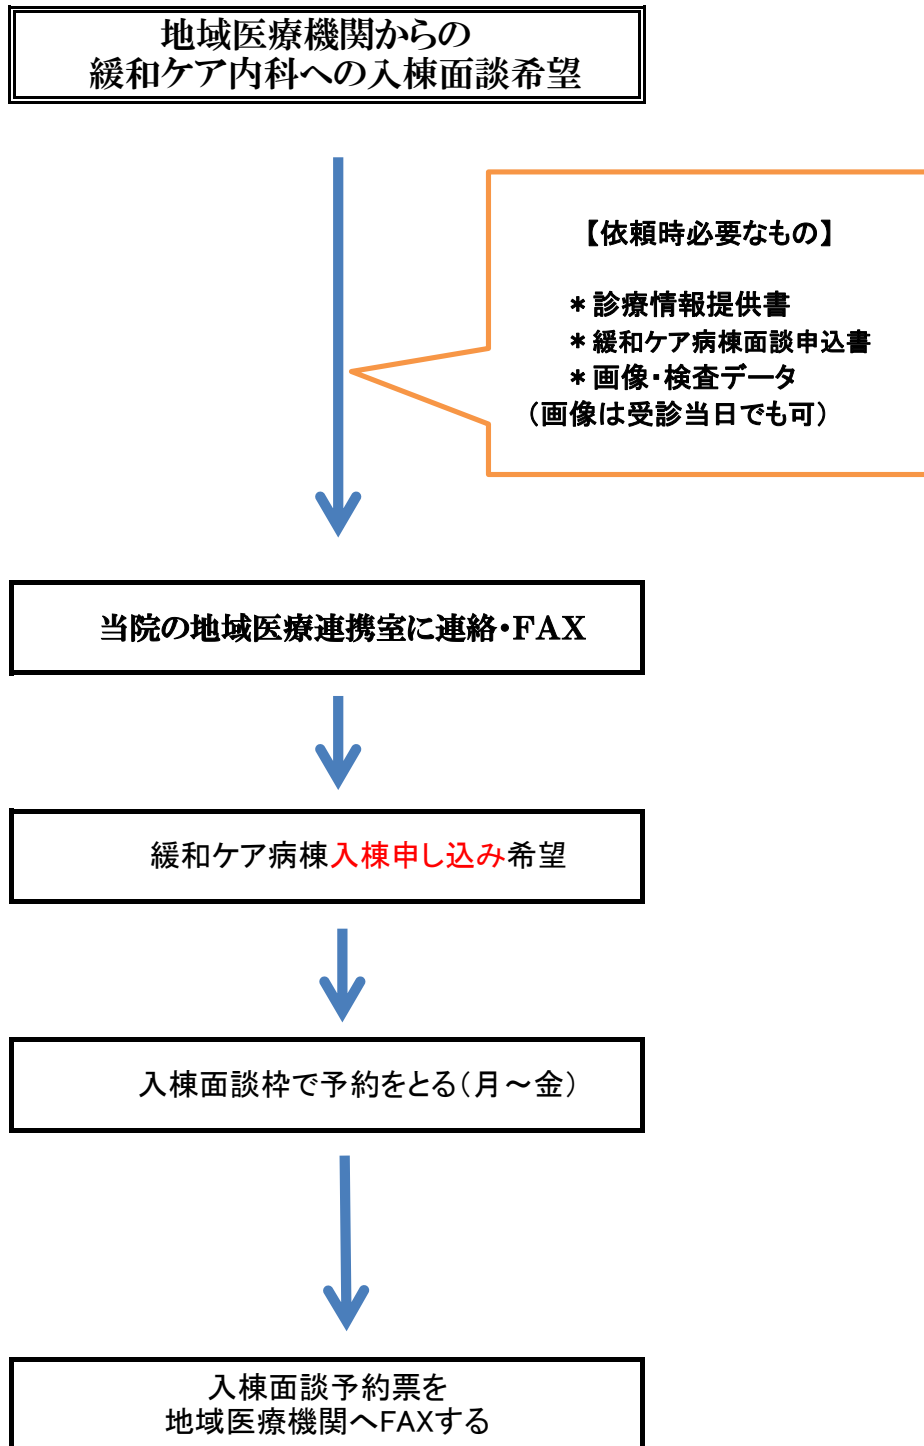 地域医療機関からの
緩和ケア内科への入棟面談希望
【依頼時必要なもの】
＊診療情報提供書
＊緩和ケア病棟面談申込書
＊画像・検査データ
（画像は受診当日でも可）
当院の地域医療連携室に連絡・FAX
緩和ケア病棟入棟申し込み希望
入棟面談枠で予約をとる（月～金）
入棟面談予約票を
地域医療機関へFAXする